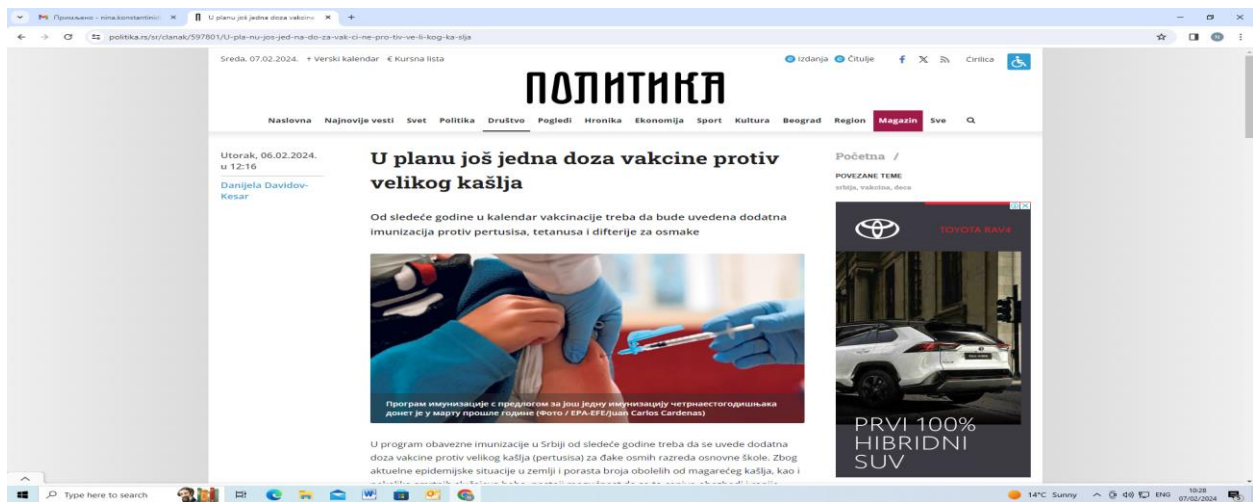 Примљено - nina.konstantini
U planu još jedna doza vakcine
politika.rs/sr/clanak/597801/U-pla-nu-jos-jed-na-do-za-vak-ci-ne-pro-tiv-ve-li-kog-ka-slja
Sreda, 07.02.2024. + Verski kalendar € Kursna lista
e Izdanja e Čitulje f X Ćirilica
ПОЛИТИКА
Naslovna Najnovije vesti Svet Politika Društvo Pogledi Hronika Ekonomija Sport Kultura Beograd Region Magazin Sve
Utorak, 06.02.2024.
u 12:16
Danijela Davidov-
Kesar
U planu još jedna doza vakcine protiv
velikog kašlja
Od sledeće godine u kalendar vakcinacije treba da bude uvedena dodatna
imunizacija protiv pertusisa, tetanusa i difterije za osmake
Програм имунизације с предлогом за још једну имунизацију четрнаестогодишњака
донет је у марту прошле године (Фото / EPA-EFE/Juan Carlos Cardenas)
U program obavezne imunizacije u Srbiji od sledeće godine treba da se uvede dodatna
doza vakcine protiv velikog kašlja (pertusisa) za đake osmih razreda osnovne škole. Zbog
aktuelne epidemijske situacije u zemlji i porasta broja obolelih od magarećeg kašlja, kao i
Početna /
POVEZANE TEME
srbija, vakcina, deca
TOYOTA RAV4
PRVI 100%
HIBRIDNI
SUV
Type here to search
14°C Sunny
ENG
10:28
07/02/2024